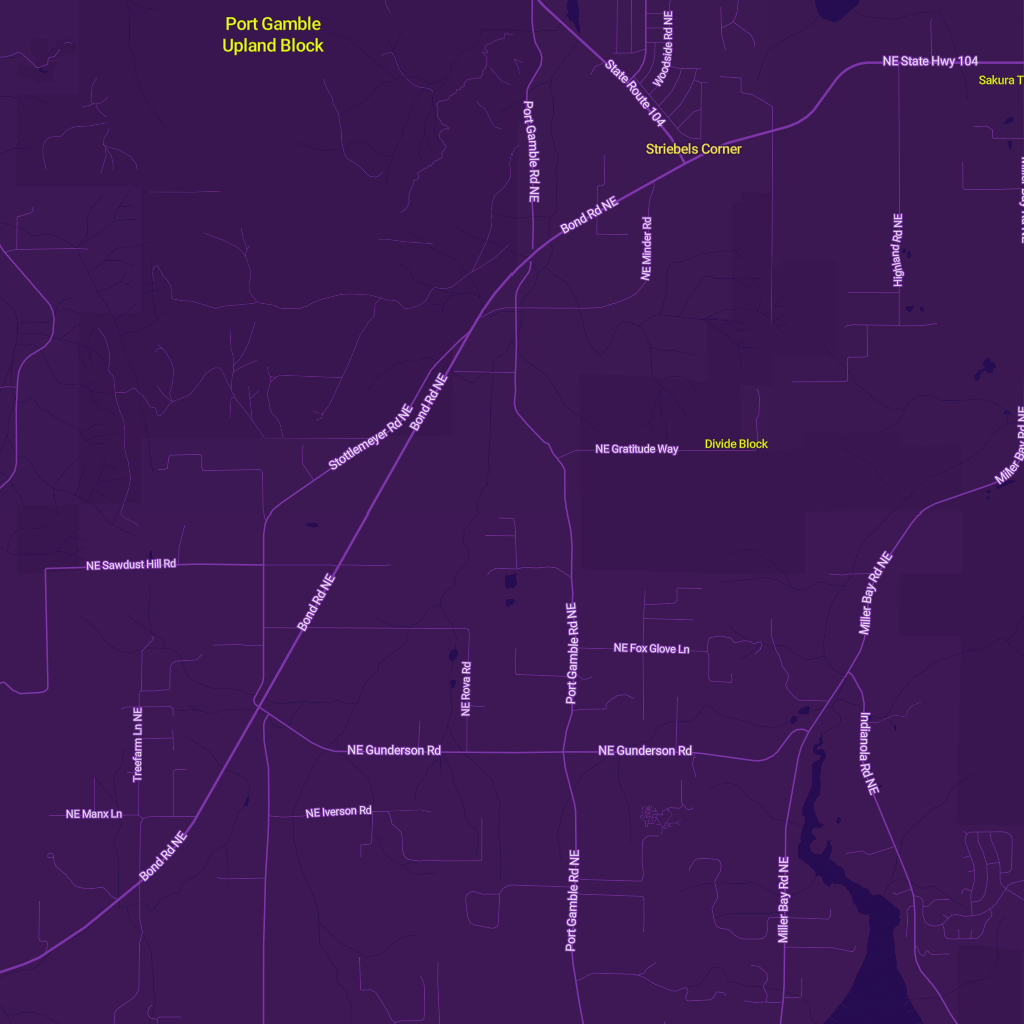 Port Gamble
Upland Block
Woodside Rd NE
NE State Hwy 104
State Route 104
Sakura T
Port Gamble Rd NE
Striebels Corner
Bond Rd NE
NE Minder Rd
Highland Rd NE
Miller Bay Rd NE
Bond Rd NE
Stottlemeyer Rd NE
NE Gratitude Way
Divide Block
Miller Bay Rd NE
NE Sawdust Hill Rd
Bond Rd NE
Miller Bay Rd NE
Port Gamble Rd NE
NE Fox Glove Ln
NE Rova Rd
Treefarm Ln NE
NE Gunderson Rd
NE Gunderson Rd
Indianola Rd NE
NE Manx Ln
NE Iverson Rd
Bond Rd NE
Port Gamble Rd NE
Miller Bay Rd NE